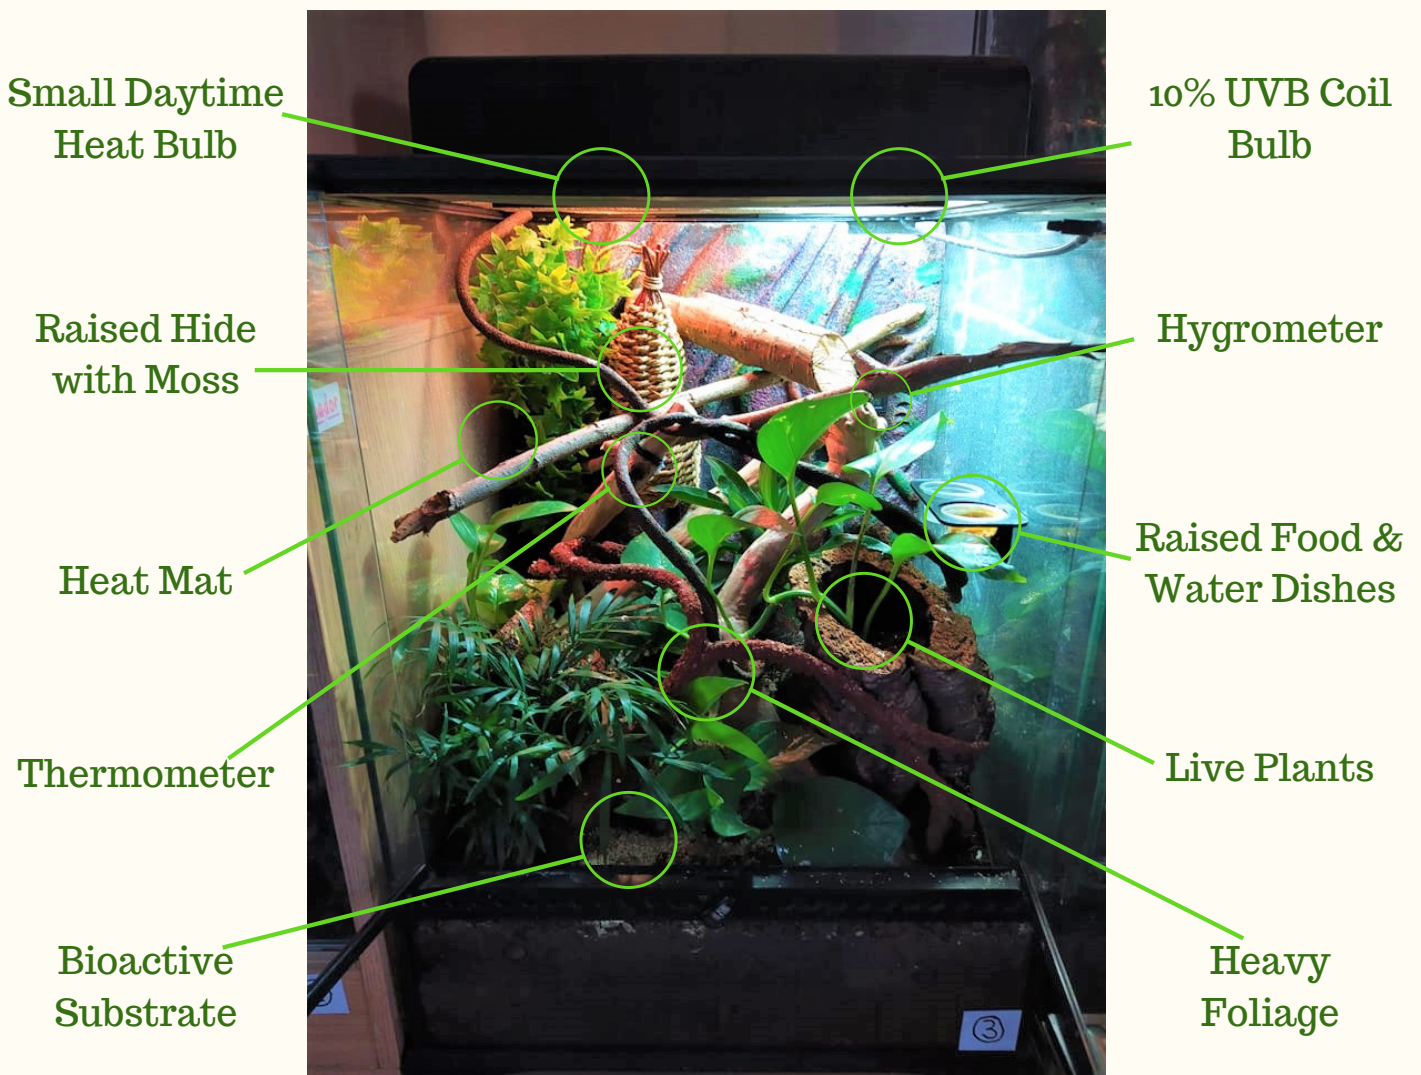 Small Daytime
Heat Bulb
10% UVB Coil
Bulb
Raised Hide
with Moss
Hygrometer
Heat Mat
Raised Food &
Water Dishes
Thermometer
Live Plants
Bioactive
Substrate
Heavy
Foliage
③